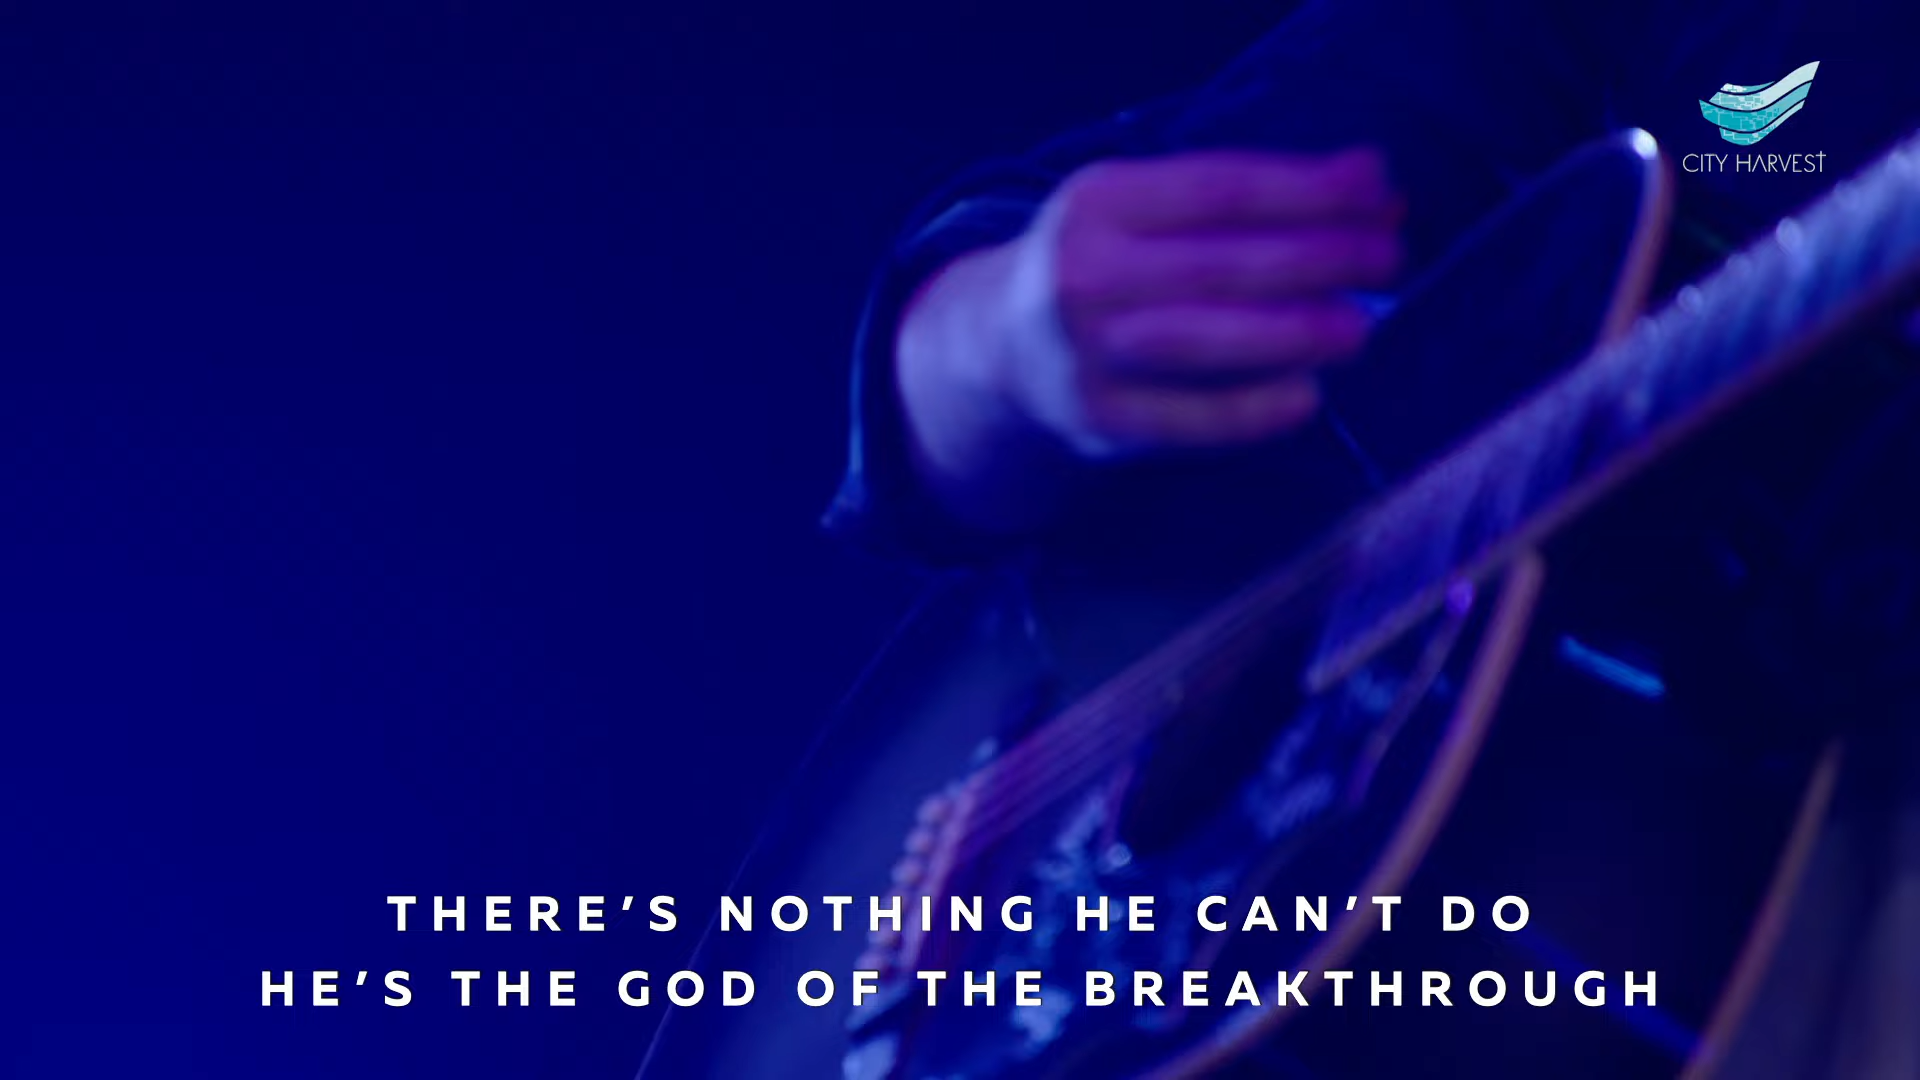 CITY HARVEST
THERE’S NOTHING HE CAN’T DO
HE’S THE GOD OF THE BREAKTHROUGH